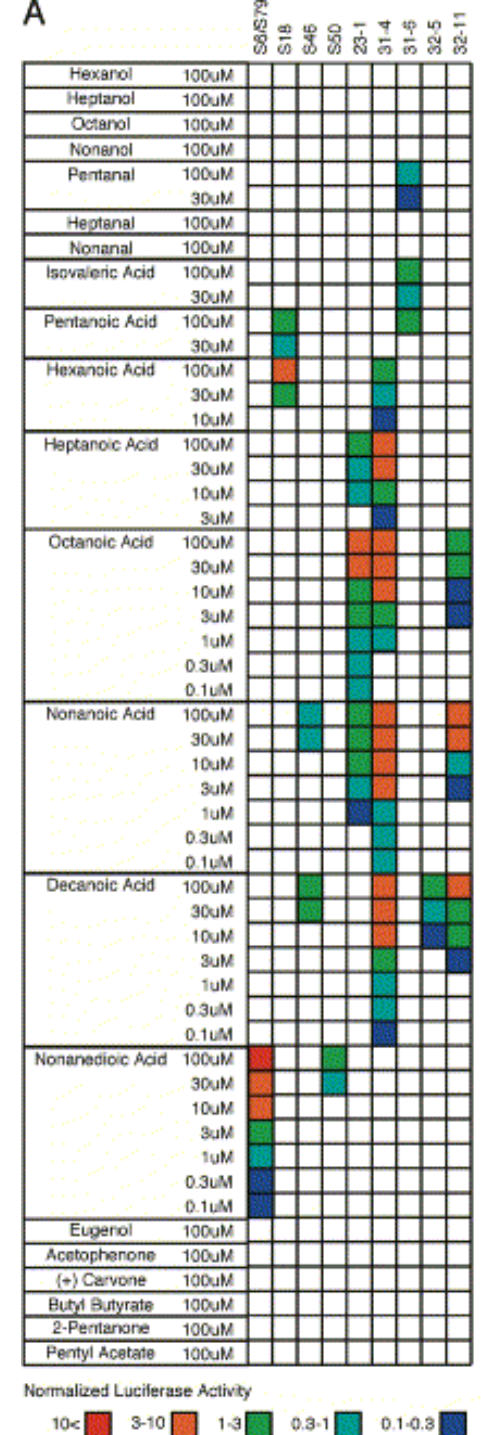 A
S6/S79 S18 S46 S50 23-1 31-4 31-6 32-5 32-11
Hexanol 100uM
Heptanol 100uM
Octanol 100uM
Nonanol 100uM
Pentanal 100uM
30uM
Heptanal 100uM
Nonanal 100uM
Isovaleric Acid 100uM
30uM
Pentanoic Acid 100uM
30uM
Hexanoic Acid 100uM
30uM
10uM
Heptanoic Acid 100uM
30uM
10uM
3uM
Octanoic Acid 100uM
30uM
10uM
3uM
1uM
0.3uM
0.1uM
Nonanoic Acid 100uM
30uM
10uM
3uM
1uM
0.3uM
0.1uM
Decanoic Acid 100uM
30uM
10uM
3uM
1uM
0.3uM
0.1uM
Nonanedioic Acid 100uM
30uM
10uM
3uM
1uM
0.3uM
0.1uM
Eugenol 100uM
Acetophenone 100uM
(+) Carvone 100uM
Butyl Butyrate 100uM
2-Pentanone 100uM
Pentyl Acetate 100uM
Normalized Luciferase Activity
10< 3-10 1-3 0.3-1 0.1-0.3